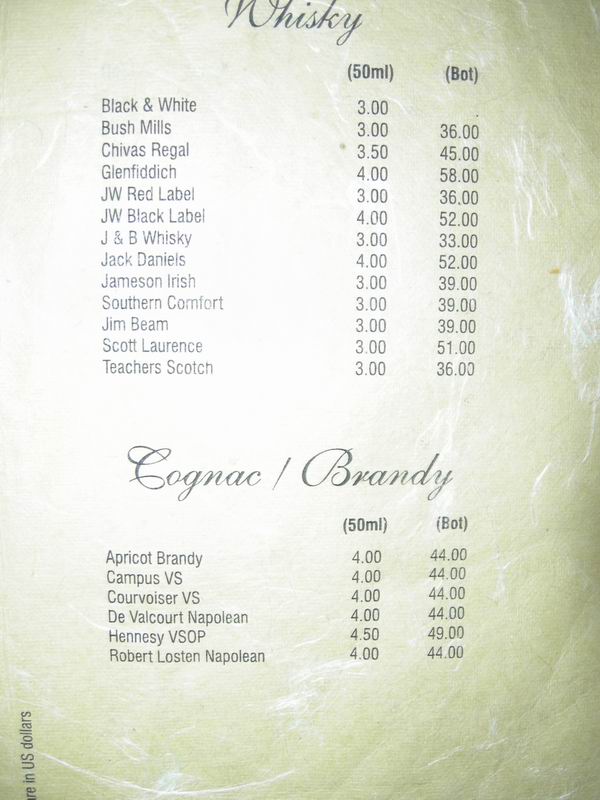 Whisky
(50ml) (Bot)
Black & White 3.00
Bush Mills 3.00 36.00
Chivas Regal 3.50 45.00
Glenfiddich 4.00 58.00
JW Red Label 3.00 36.00
JW Black Label 4.00 52.00
J & B Whisky 3.00 33.00
Jack Daniels 4.00 52.00
Jameson Irish 3.00 39.00
Southern Comfort 3.00 39.00
Jim Beam 3.00 39.00
Scott Laurence 3.00 51.00
Teachers Scotch 3.00 36.00
Cognac / Brandy
(50ml) (Bot)
Apricot Brandy 4.00 44.00
Campus VS 4.00 44.00
Courvoiser VS 4.00 44.00
De Valcourt Napolean 4.00 44.00
Hennesy VSOP 4.50 49.00
Robert Losten Napolean 4.00 44.00
in US dollars